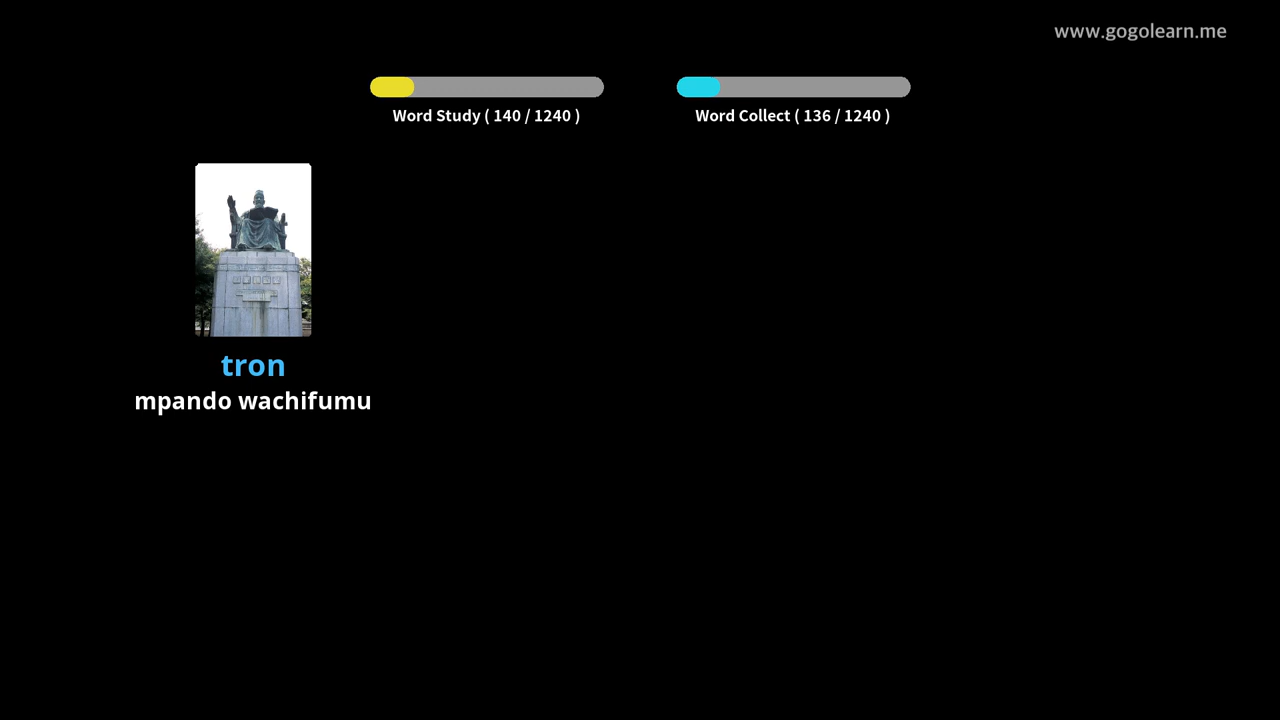 www.gogolearn.me
Word Study ( 140 / 1240 )
Word Collect ( 136 / 1240 )
tron
mpando wachifumu